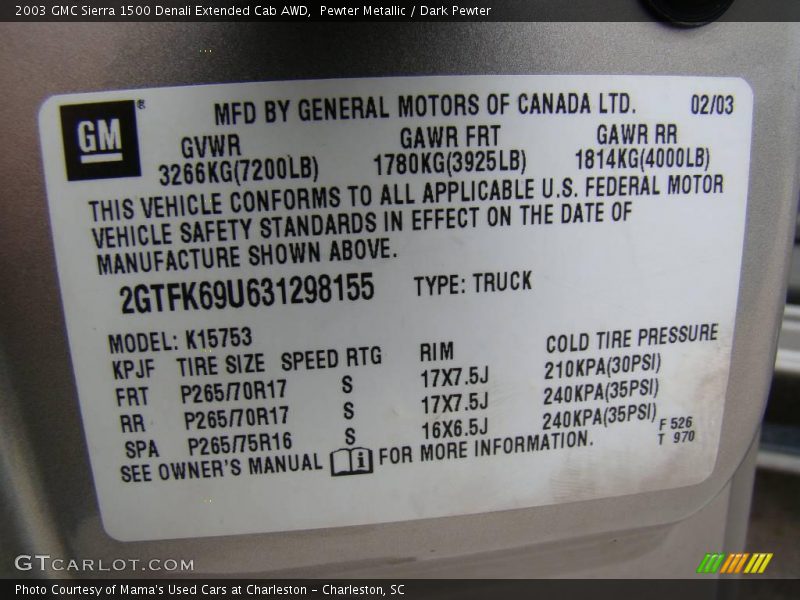 2003 GMC Sierra 1500 Denali Extended Cab AWD,  Pewter Metallic / Dark Pewter
GM®
MFD BY GENERAL MOTORS OF CANADA LTD. 02/03
GVWR GAWR FRT GAWR RR
3266KG(7200LB) 1780KG(3925LB) 1814KG(4000LB)
THIS VEHICLE CONFORMS TO ALL APPLICABLE U.S. FEDERAL MOTOR
VEHICLE SAFETY STANDARDS IN EFFECT ON THE DATE OF
MANUFACTURE SHOWN ABOVE.
2GTFK69U631298155 TYPE: TRUCK
MODEL: K15753
KPJF TIRE SIZE SPEED RTG RIM COLD TIRE PRESSURE
FRT P265/70R17 S 17X7.5J 210KPA(30PSI)
RR P265/70R17 S 17X7.5J 240KPA(35PSI)
SPA P265/75R16 S 16X6.5J 240KPA(35PSI)
SEE OWNER'S MANUAL i FOR MORE INFORMATION.
F 526
T 970
GTCARLOT.COM
Photo Courtesy of Mama's Used Cars at Charleston - Charleston, SC